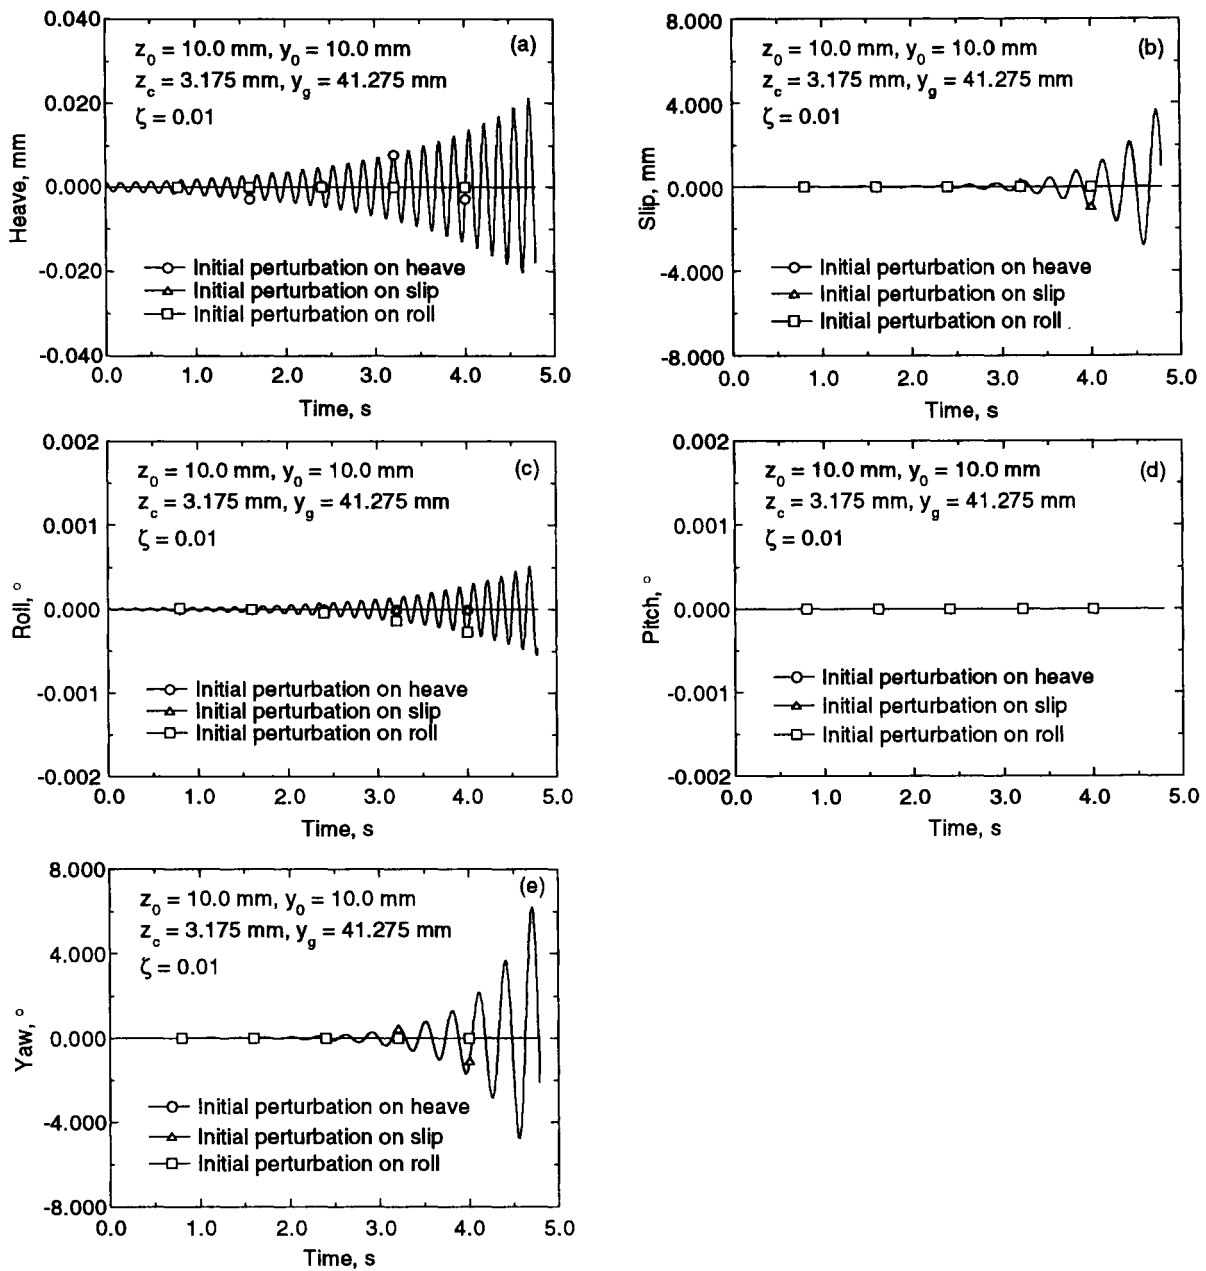 0.040
0.020
0.000
-0.020
-0.040
Heave, mm
(a)
z₀ = 10.0 mm, y₀ = 10.0 mm
z_c = 3.175 mm, y_g = 41.275 mm
ζ = 0.01
Initial perturbation on heave
Initial perturbation on slip
Initial perturbation on roll
0.0 1.0 2.0 3.0 4.0 5.0
Time, s
8.000
4.000
0.000
-4.000
-8.000
Slip, mm
(b)
z₀ = 10.0 mm, y₀ = 10.0 mm
z_c = 3.175 mm, y_g = 41.275 mm
ζ = 0.01
Initial perturbation on heave
Initial perturbation on slip
Initial perturbation on roll
0.0 1.0 2.0 3.0 4.0 5.0
Time, s
0.002
0.001
0.000
-0.001
-0.002
Roll, °
(c)
z₀ = 10.0 mm, y₀ = 10.0 mm
z_c = 3.175 mm, y_g = 41.275 mm
ζ = 0.01
Initial perturbation on heave
Initial perturbation on slip
Initial perturbation on roll
0.0 1.0 2.0 3.0 4.0 5.0
Time, s
0.002
0.001
0.000
-0.001
-0.002
Pitch, °
(d)
z₀ = 10.0 mm, y₀ = 10.0 mm
z_c = 3.175 mm, y_g = 41.275 mm
ζ = 0.01
Initial perturbation on heave
Initial perturbation on slip
Initial perturbation on roll
0.0 1.0 2.0 3.0 4.0 5.0
Time, s
8.000
4.000
0.000
-4.000
-8.000
Yaw, °
(e)
z₀ = 10.0 mm, y₀ = 10.0 mm
z_c = 3.175 mm, y_g = 41.275 mm
ζ = 0.01
Initial perturbation on heave
Initial perturbation on slip
Initial perturbation on roll
0.0 1.0 2.0 3.0 4.0 5.0
Time, s